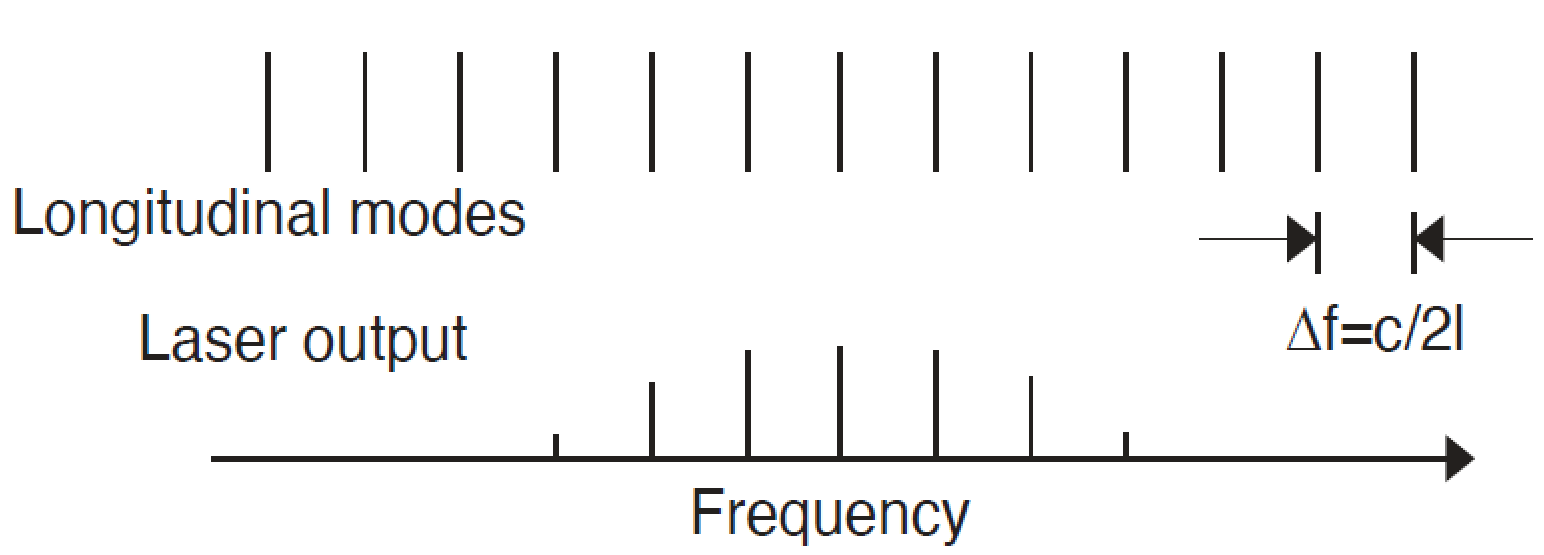 Longitudinal modes
Laser output
Δf=c/2l
Frequency